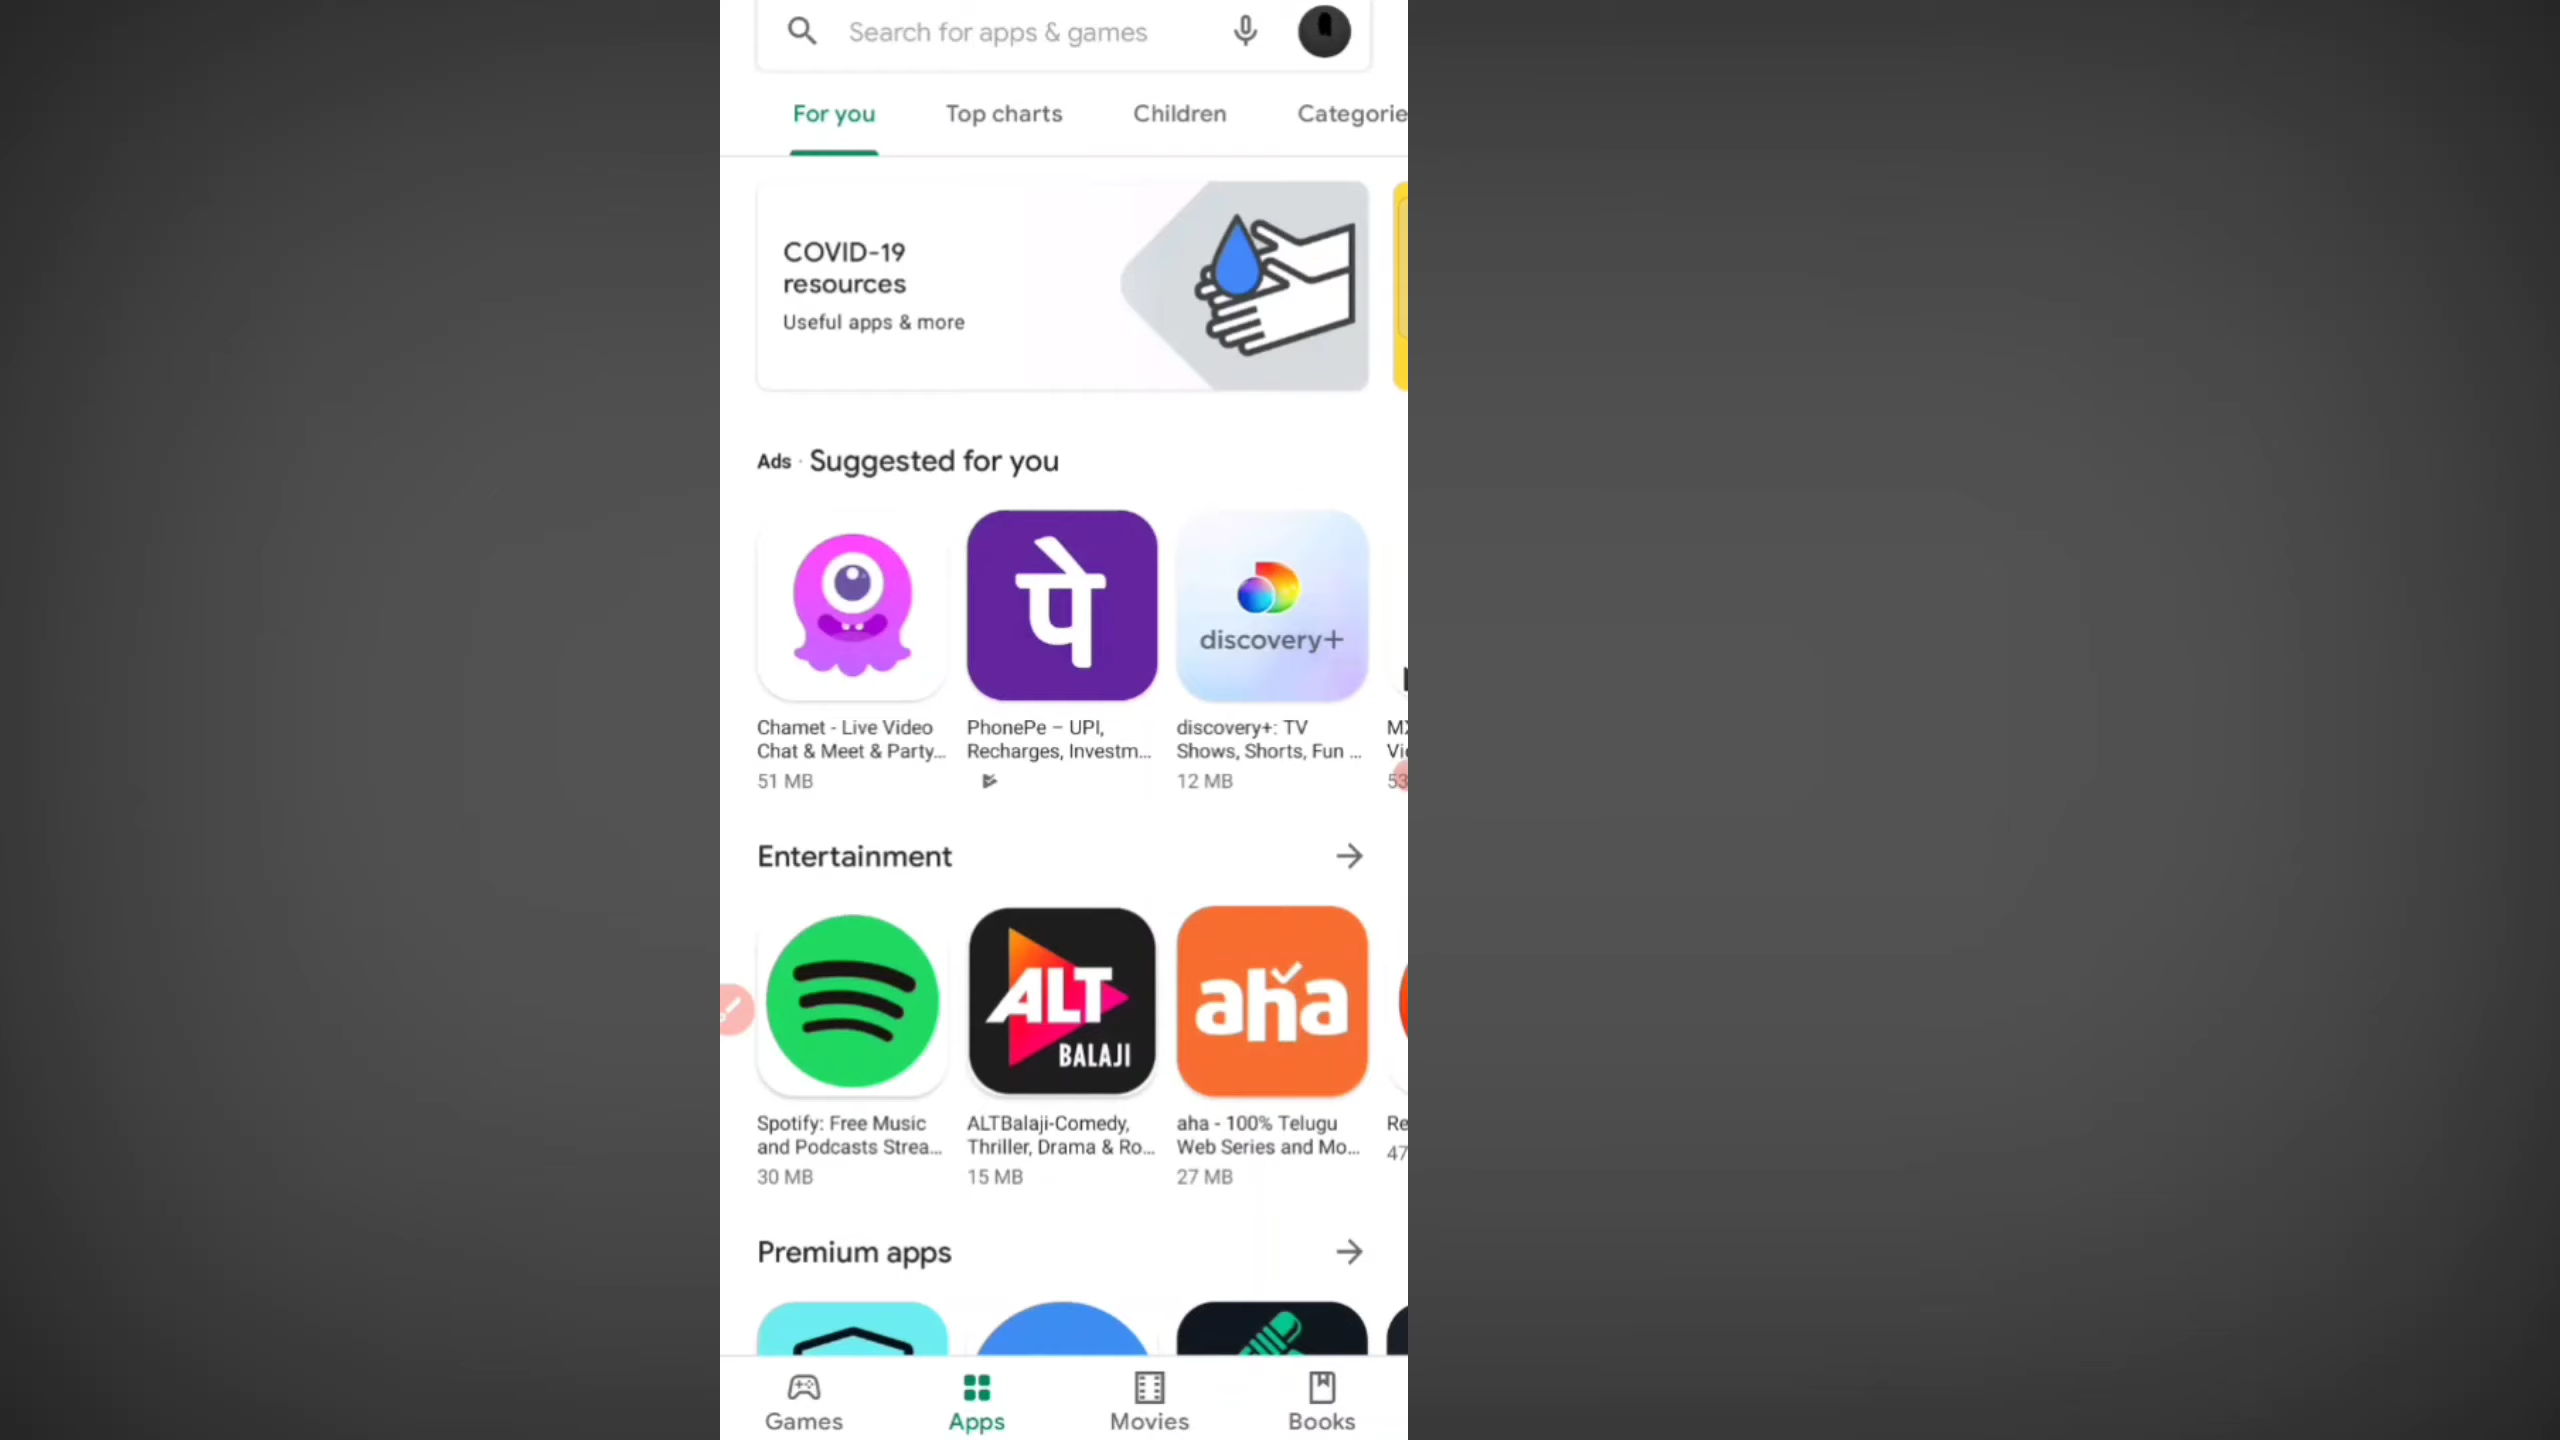 Search for apps & games
For you
Top charts
Children
Categorie
COVID-19
resources
Useful apps & more
Ads · Suggested for you
पे
discovery+
Chamet - Live Video
Chat & Meet & Party...
51 MB
PhonePe – UPI,
Recharges, Investm...
discovery+: TV
Shows, Shorts, Fun ...
12 MB
Entertainment
ALT
BALAJI
aha
Spotify: Free Music
and Podcasts Strea...
30 MB
ALTBalaji-Comedy,
Thriller, Drama & Ro...
15 MB
aha - 100% Telugu
Web Series and Mo...
27 MB
Re
47
Premium apps
Games
Apps
Movies
Books